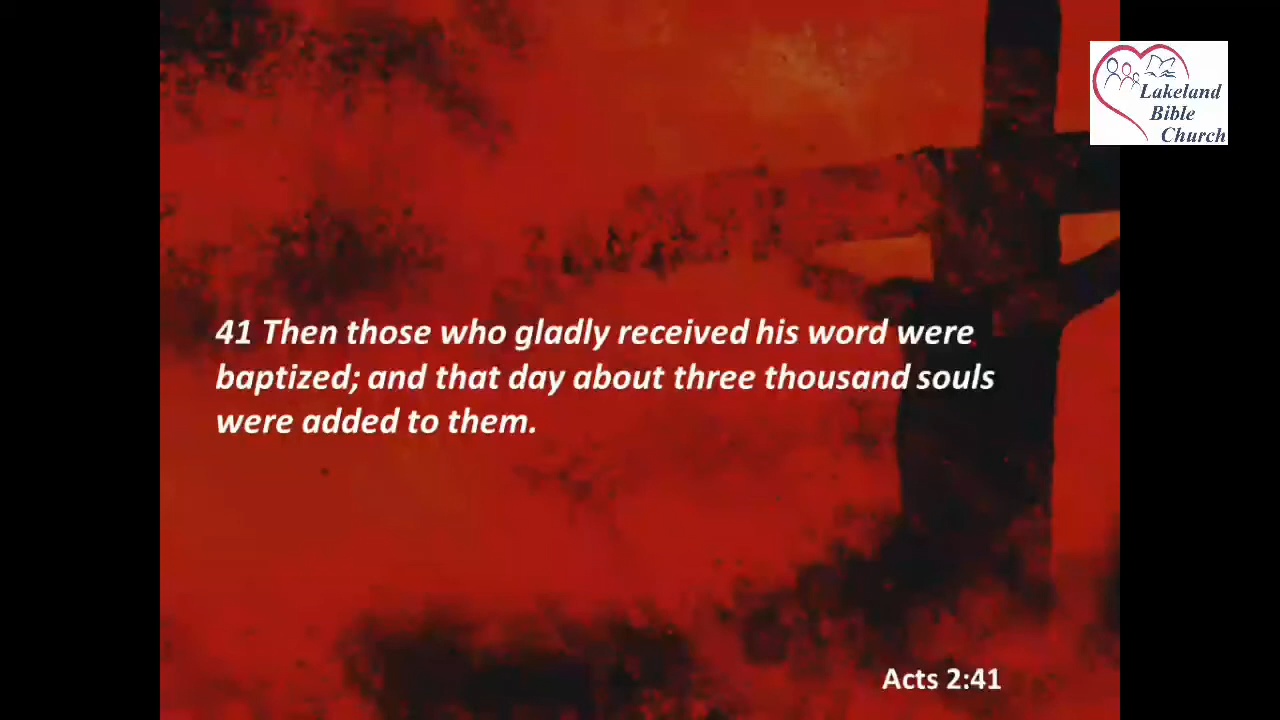 Lakeland
Bible
Church
41 Then those who gladly received his word were
baptized; and that day about three thousand souls
were added to them.
Acts 2:41